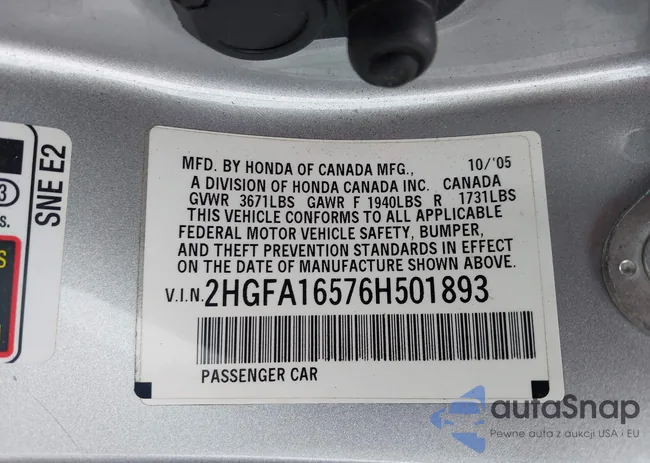 MFD. BY HONDA OF CANADA MFG., 10/'05
A DIVISION OF HONDA CANADA INC. CANADA
GVWR 3671LBS GAWR F 1940LBS R 1731LBS
THIS VEHICLE CONFORMS TO ALL APPLICABLE
FEDERAL MOTOR VEHICLE SAFETY, BUMPER,
AND THEFT PREVENTION STANDARDS IN EFFECT
ON THE DATE OF MANUFACTURE SHOWN ABOVE.
V.I.N. 2HGFA16576H501893
PASSENGER CAR
SNE E2
3
s.
S
autoSnap
Pewne auta z aukcji USA i EU